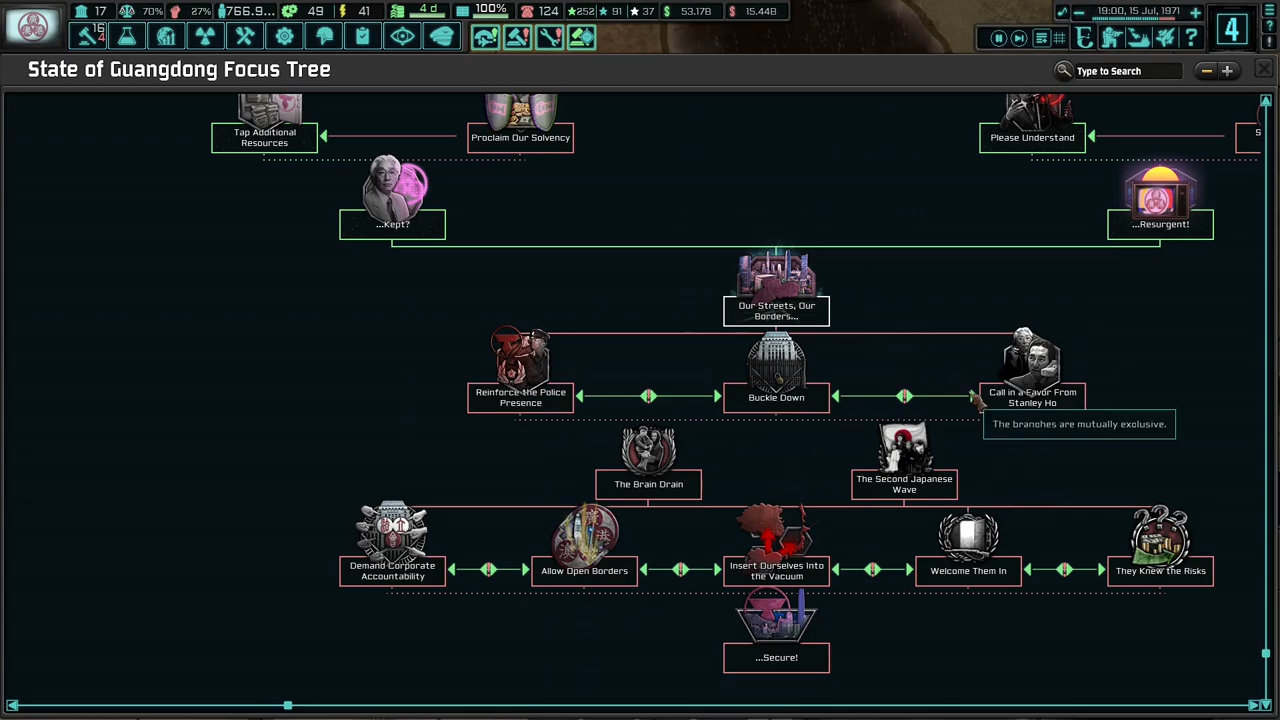 17 70% 27% 766.9... 49 41 4 d 100% 124 252 91 37 $ 53.17B $ 15.44B 19:00, 15 Jul, 1971 4
4
State of Guangdong Focus Tree
Type to Search
Tap Additional
Resources
Proclaim Our Solvency
Please Understand
S
...Kept?
...Resurgent!
Our Streets, Our
Borders...
Reinforce the Police
Presence
Buckle Down
Call in a Favor From
Stanley Ho
The branches are mutually exclusive.
The Brain Drain
The Second Japanese
Wave
Demand Corporate
Accountability
Allow Open Borders
Insert Ourselves Into
the Vacuum
Welcome Them In
They Knew the Risks
...Secure!